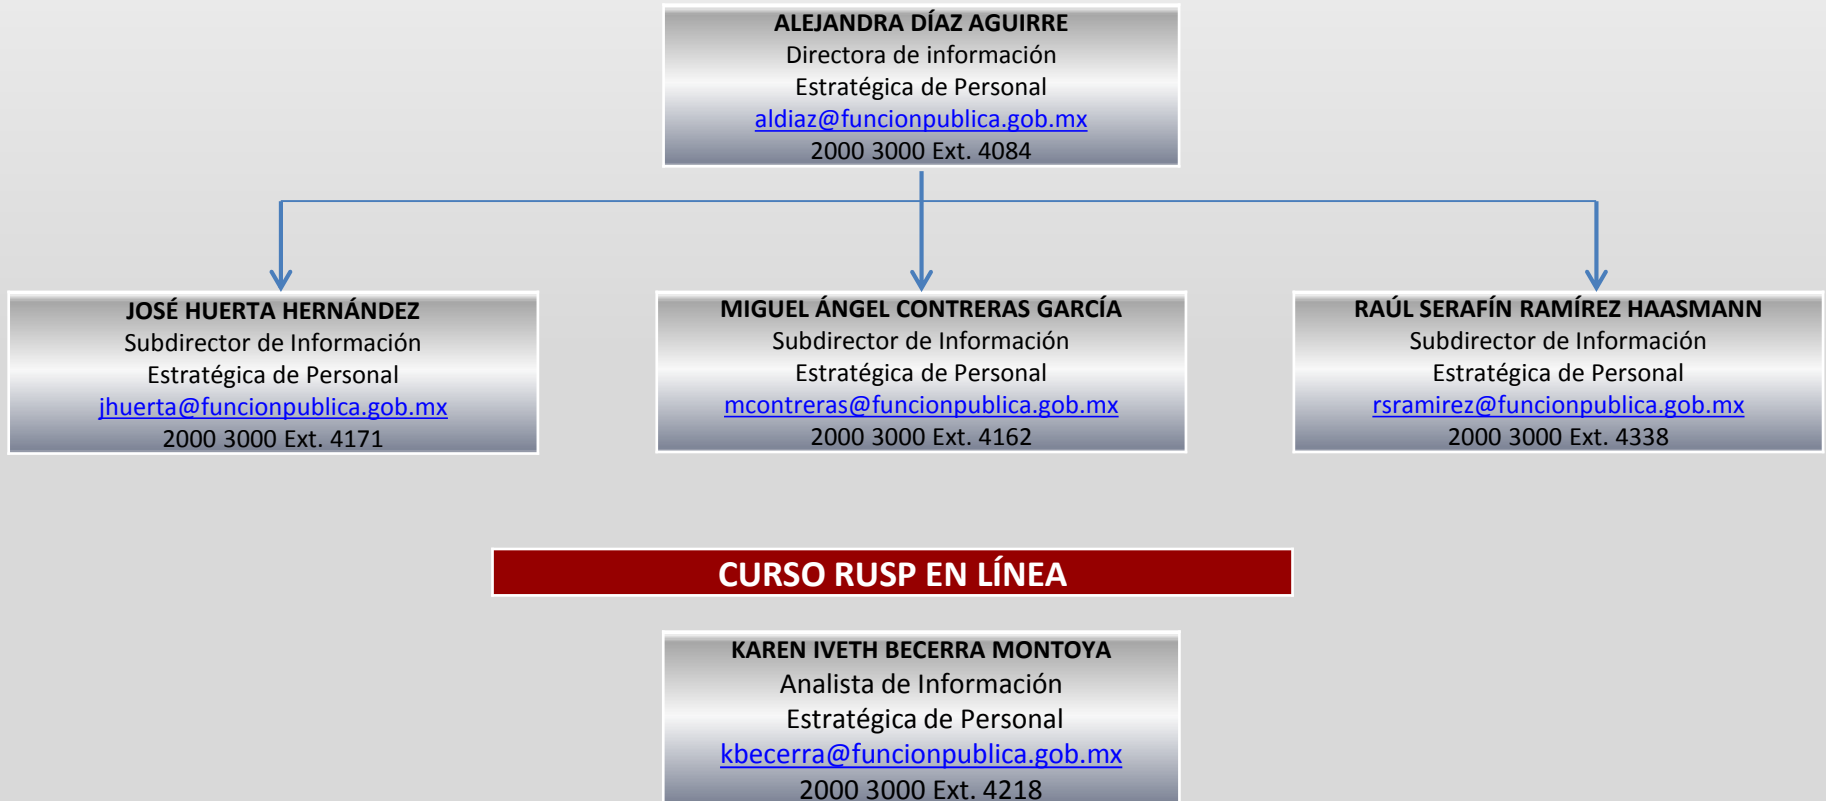 ALEJANDRA DÍAZ AGUIRRE
Directora de información
Estratégica de Personal
aldiaz@funcionpublica.gob.mx
2000 3000 Ext. 4084
JOSÉ HUERTA HERNÁNDEZ
Subdirector de Información
Estratégica de Personal
jhuerta@funcionpublica.gob.mx
2000 3000 Ext. 4171
MIGUEL ÁNGEL CONTRERAS GARCÍA
Subdirector de Información
Estratégica de Personal
mcontreras@funcionpublica.gob.mx
2000 3000 Ext. 4162
RAÚL SERAFÍN RAMÍREZ HAASMANN
Subdirector de Información
Estratégica de Personal
rsramirez@funcionpublica.gob.mx
2000 3000 Ext. 4338
CURSO RUSP EN LÍNEA
KAREN IVETH BECERRA MONTOYA
Analista de Información
Estratégica de Personal
kbecerra@funcionpublica.gob.mx
2000 3000 Ext. 4218